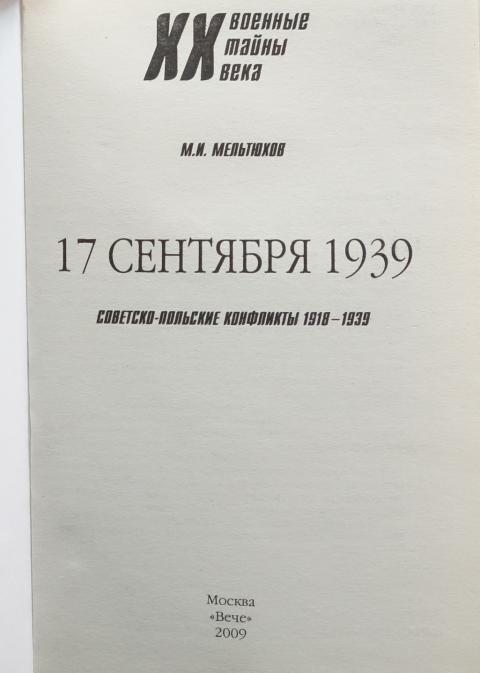 XX военные
тайны
века
М.И. Мельтюхов
17 СЕНТЯБРЯ 1939
Советско-польские конфликты 1918–1939
Москва
«Вече»
2009